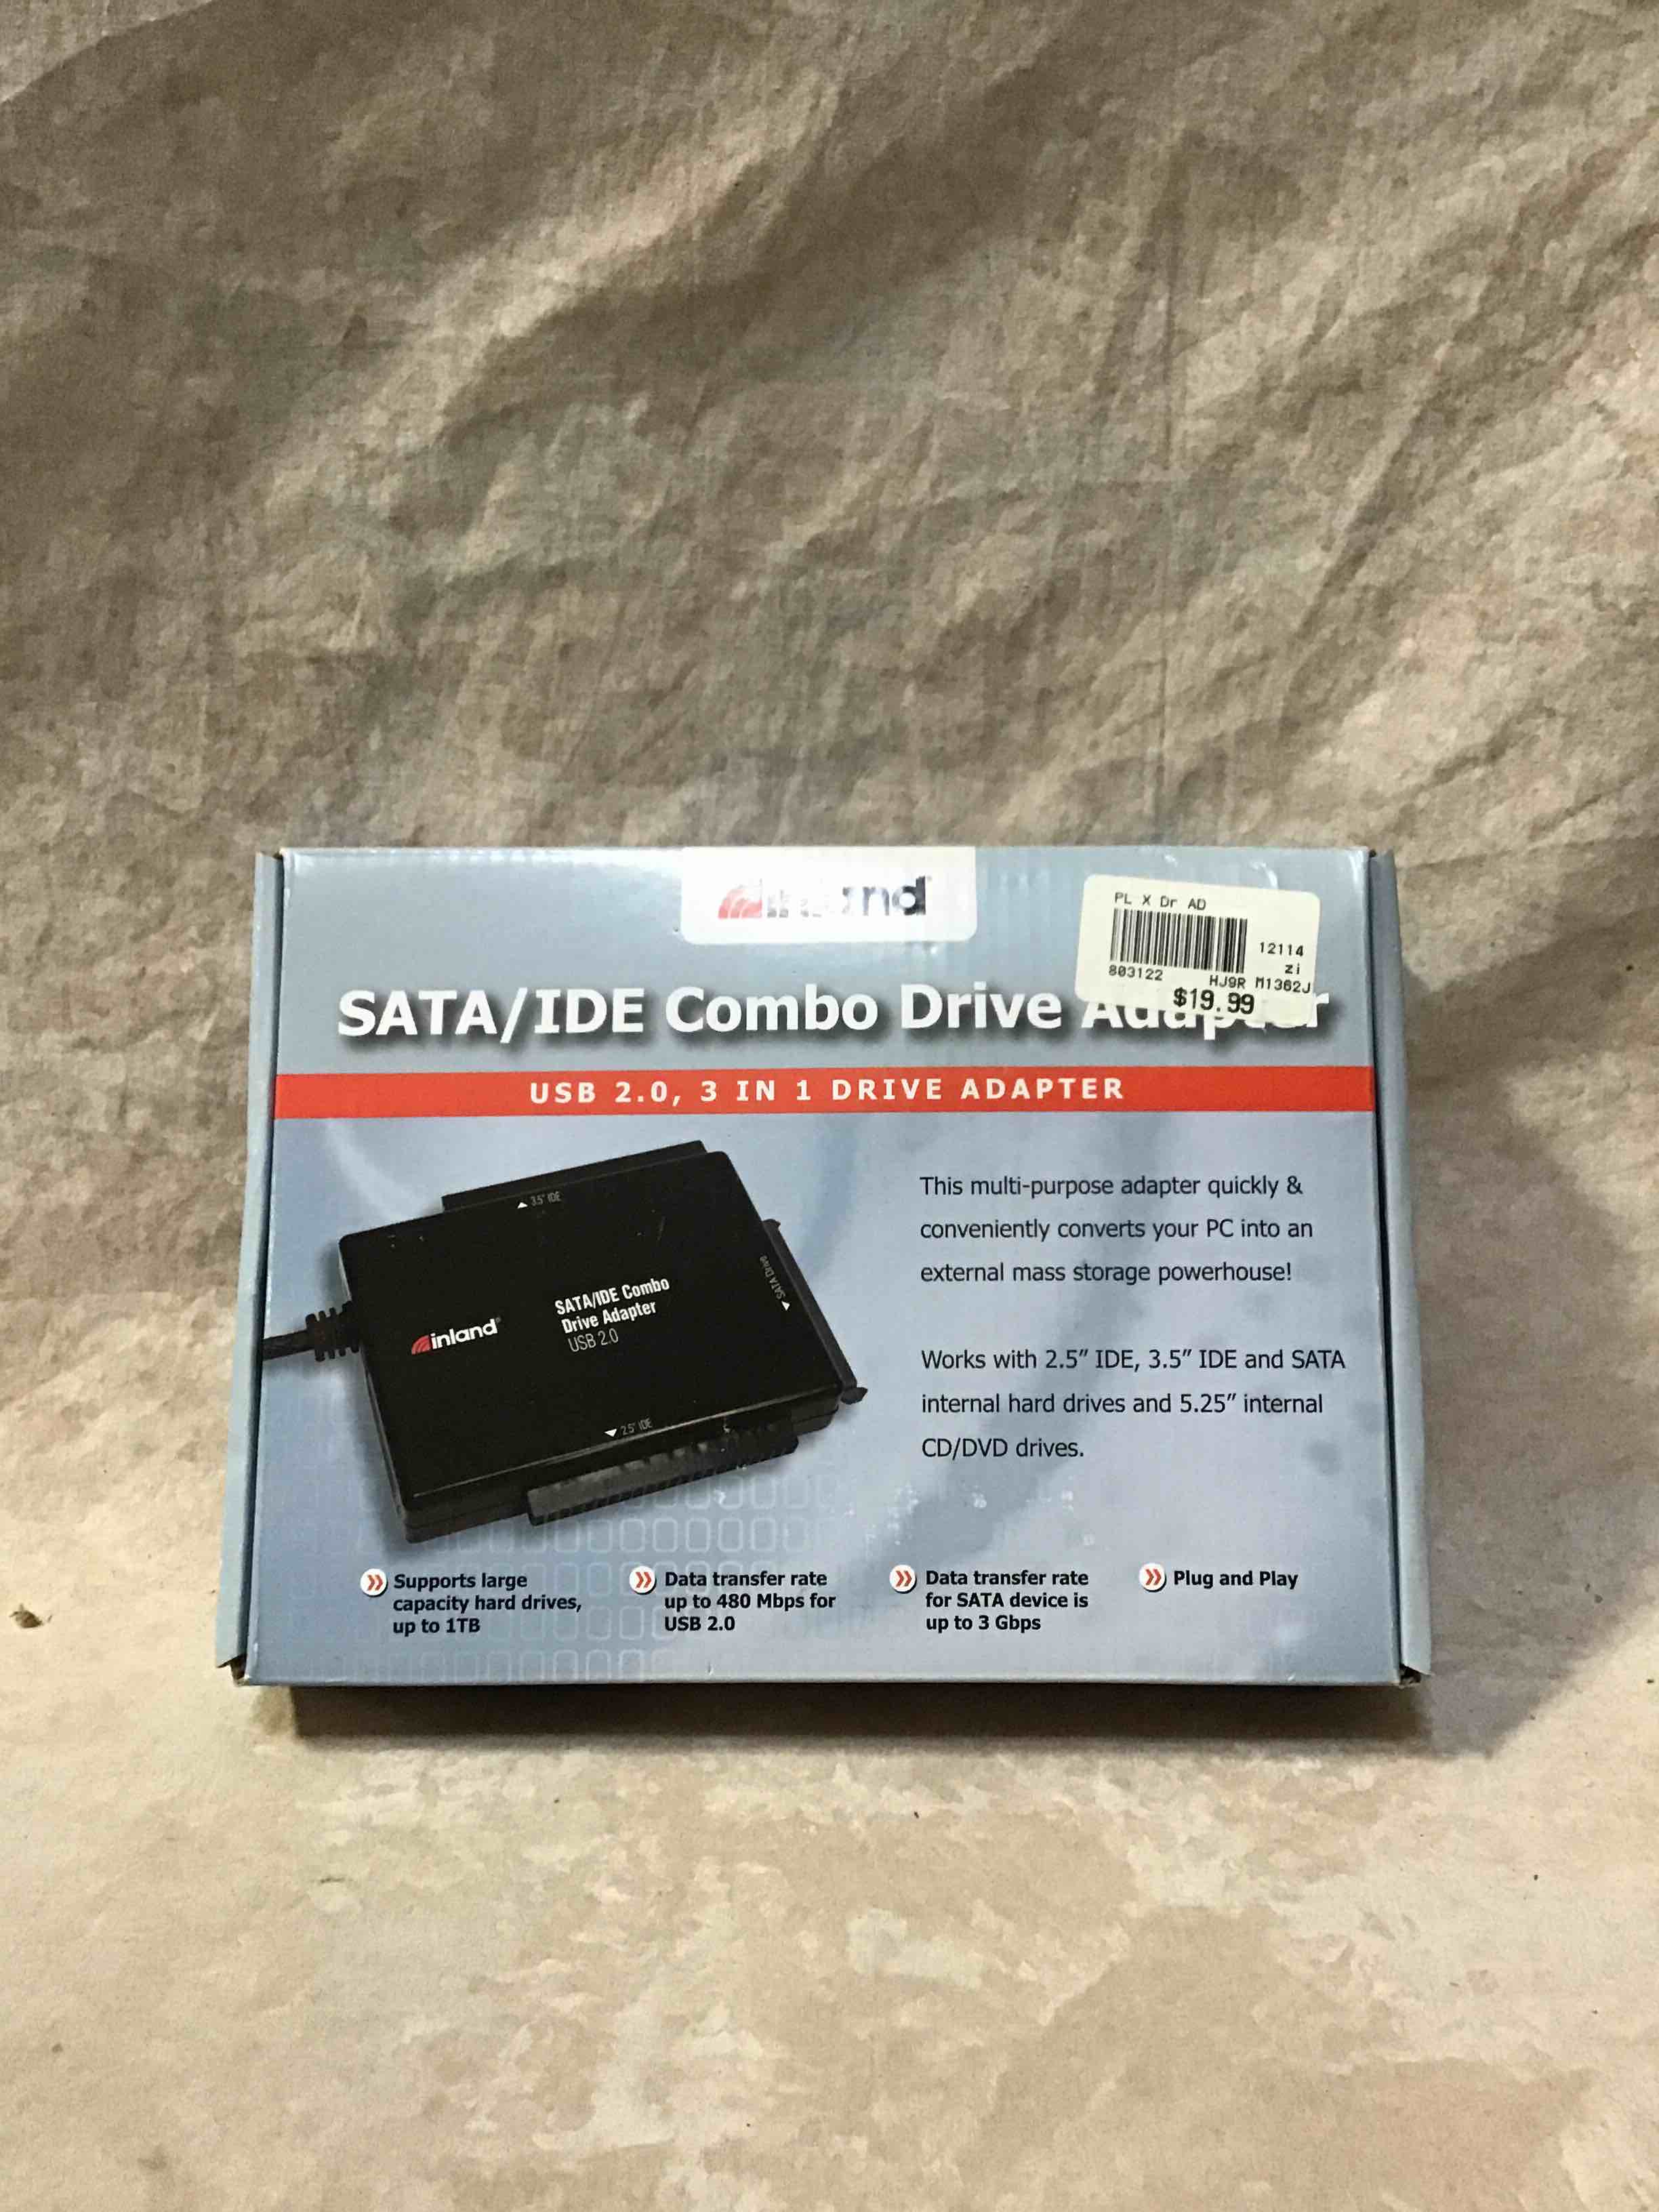 inland
PL X Dr AD
12114
zi
803122
HJ9R M1362J
$19.99
SATA/IDE Combo Drive Adapter
USB 2.0, 3 IN 1 DRIVE ADAPTER
▲ 3.5" IDE
SATA Drive ▲
inland
SATA/IDE Combo
Drive Adapter
USB 2.0
▼ 2.5" IDE
This multi-purpose adapter quickly &
conveniently converts your PC into an
external mass storage powerhouse!
Works with 2.5" IDE, 3.5" IDE and SATA
internal hard drives and 5.25" internal
CD/DVD drives.
Supports large
capacity hard drives,
up to 1TB
Data transfer rate
up to 480 Mbps for
USB 2.0
Data transfer rate
for SATA device is
up to 3 Gbps
Plug and Play